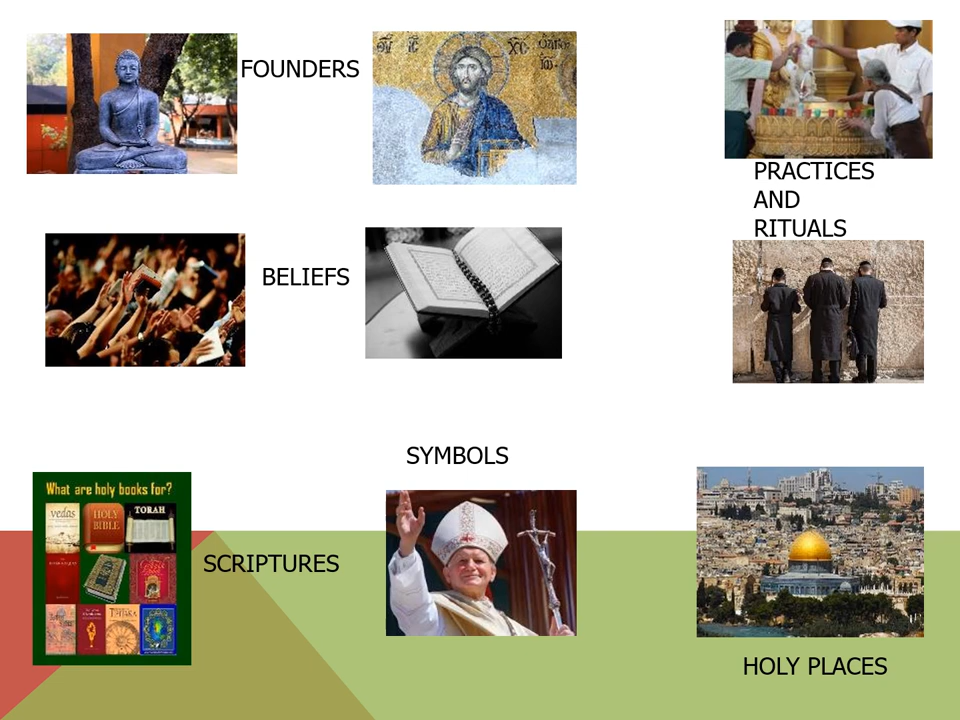 FOUNDERS
PRACTICES
AND
RITUALS
BELIEFS
SYMBOLS
What are holy books for?
vedas
HOLY
BIBLE
TORAH
SCRIPTURES
HOLY PLACES